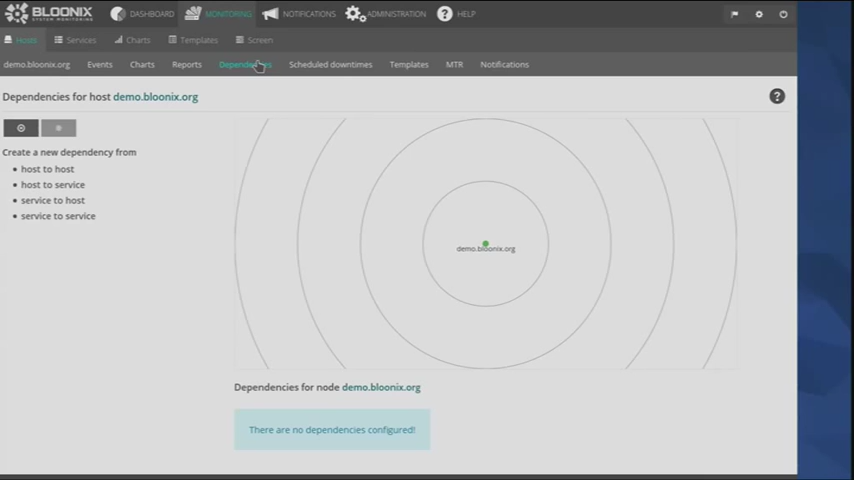 BLOONIX
SYSTEM MONITORING
DASHBOARD
MONITORING
NOTIFICATIONS
ADMINISTRATION
HELP
Hosts
Services
Charts
Templates
Screen
demo.bloonix.org
Events
Charts
Reports
Dependencies
Scheduled downtimes
Templates
MTR
Notifications
Dependencies for host demo.bloonix.org
?
Create a new dependency from
host to host
host to service
service to host
service to service
demo.bloonix.org
Dependencies for node demo.bloonix.org
There are no dependencies configured!